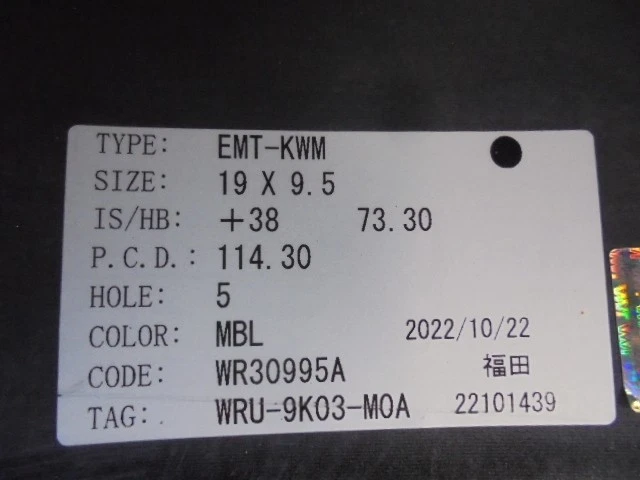 TYPE: EMT-KWM
SIZE: 19 X 9.5
IS/HB: +38 73.30
P.C.D.: 114.30
HOLE: 5
COLOR: MBL 2022/10/22
CODE: WR30995A 福田
TAG: WRU-9K03-MOA 22101439